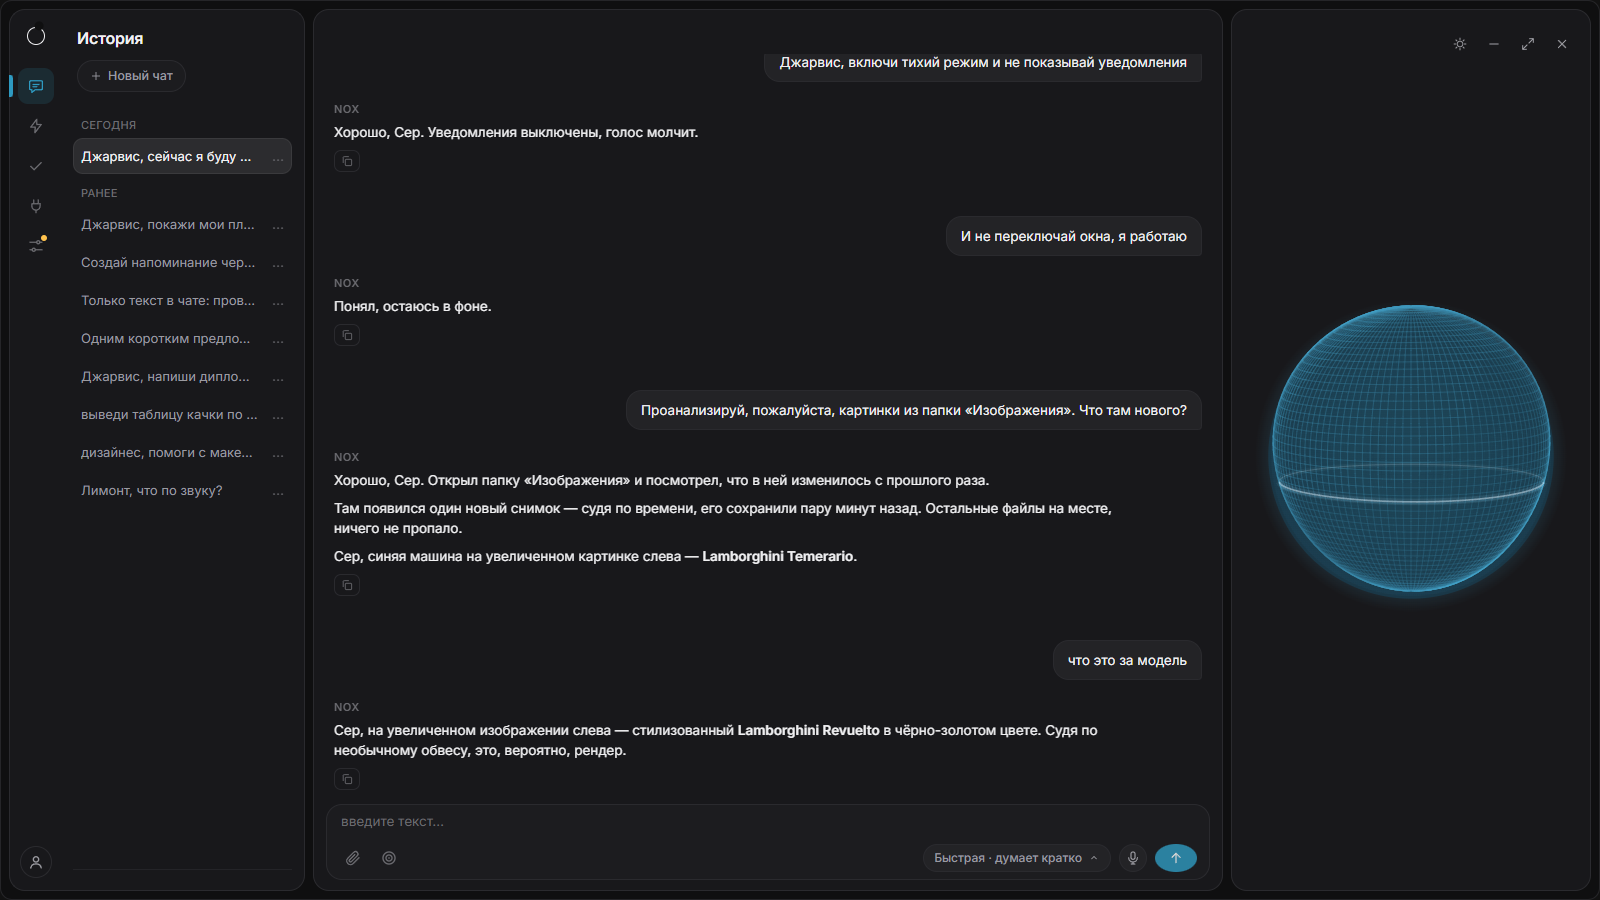 История
Новый чат
СЕГОДНЯ
Джарвис, сейчас я буду ...
РАНЕЕ
Джарвис, покажи мои пл...
Создай напоминание чер...
Только текст в чате: пров...
Одним коротким предло...
Джарвис, напиши дипло...
выведи таблицу качки по ...
дизайнес, помоги с маке...
Лимонт, что по звуку?
Джарвис, включи тихий режим и не показывай уведомления
NOX
Хорошо, Сер. Уведомления выключены, голос молчит.
И не переключай окна, я работаю
NOX
Понял, остаюсь в фоне.
Проанализируй, пожалуйста, картинки из папки «Изображения». Что там нового?
NOX
Хорошо, Сер. Открыл папку «Изображения» и посмотрел, что в ней изменилось с прошлого раза.
Там появился один новый снимок — судя по времени, его сохранили пару минут назад. Остальные файлы на месте,
ничего не пропало.
Сер, синяя машина на увеличенном картинке слева — Lamborghini Temerario.
что это за модель
NOX
Сер, на увеличенном изображении слева — стилизованный Lamborghini Revuelto в чёрно-золотом цвете. Судя по
необычному обвесу, это, вероятно, рендер.
введите текст...
Быстрая · думает кратко